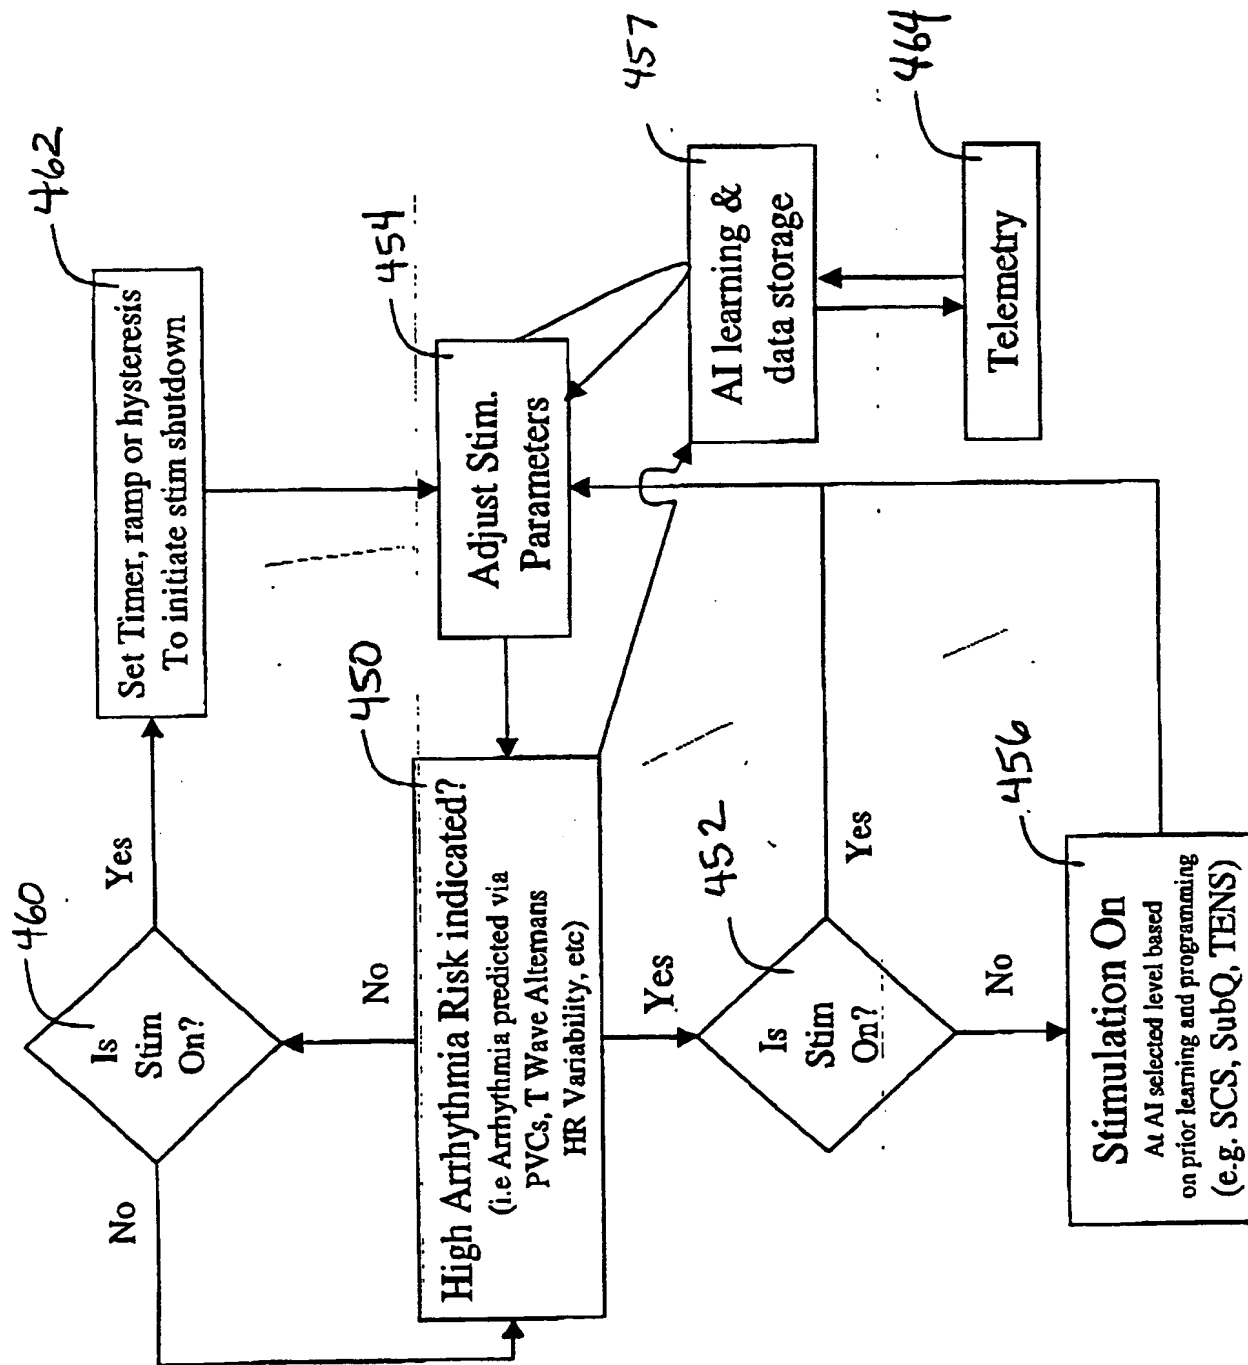 460
Is
Stim
On?
Yes
No
462
Set Timer, ramp or hysteresis
To initiate stim shutdown
No
450
High Arrhythmia Risk indicated?
(i.e Arrhythmia predicted via
PVCs, T Wave Alternans
HR Variability, etc)
454
Adjust Stim.
Parameters
457
AI learning &
data storage
Yes
452
Is
Stim
On?
Yes
No
456
Stimulation On
At AI selected level based
on prior learning and programming
(e.g. SCS, SubQ, TENS)
464
Telemetry